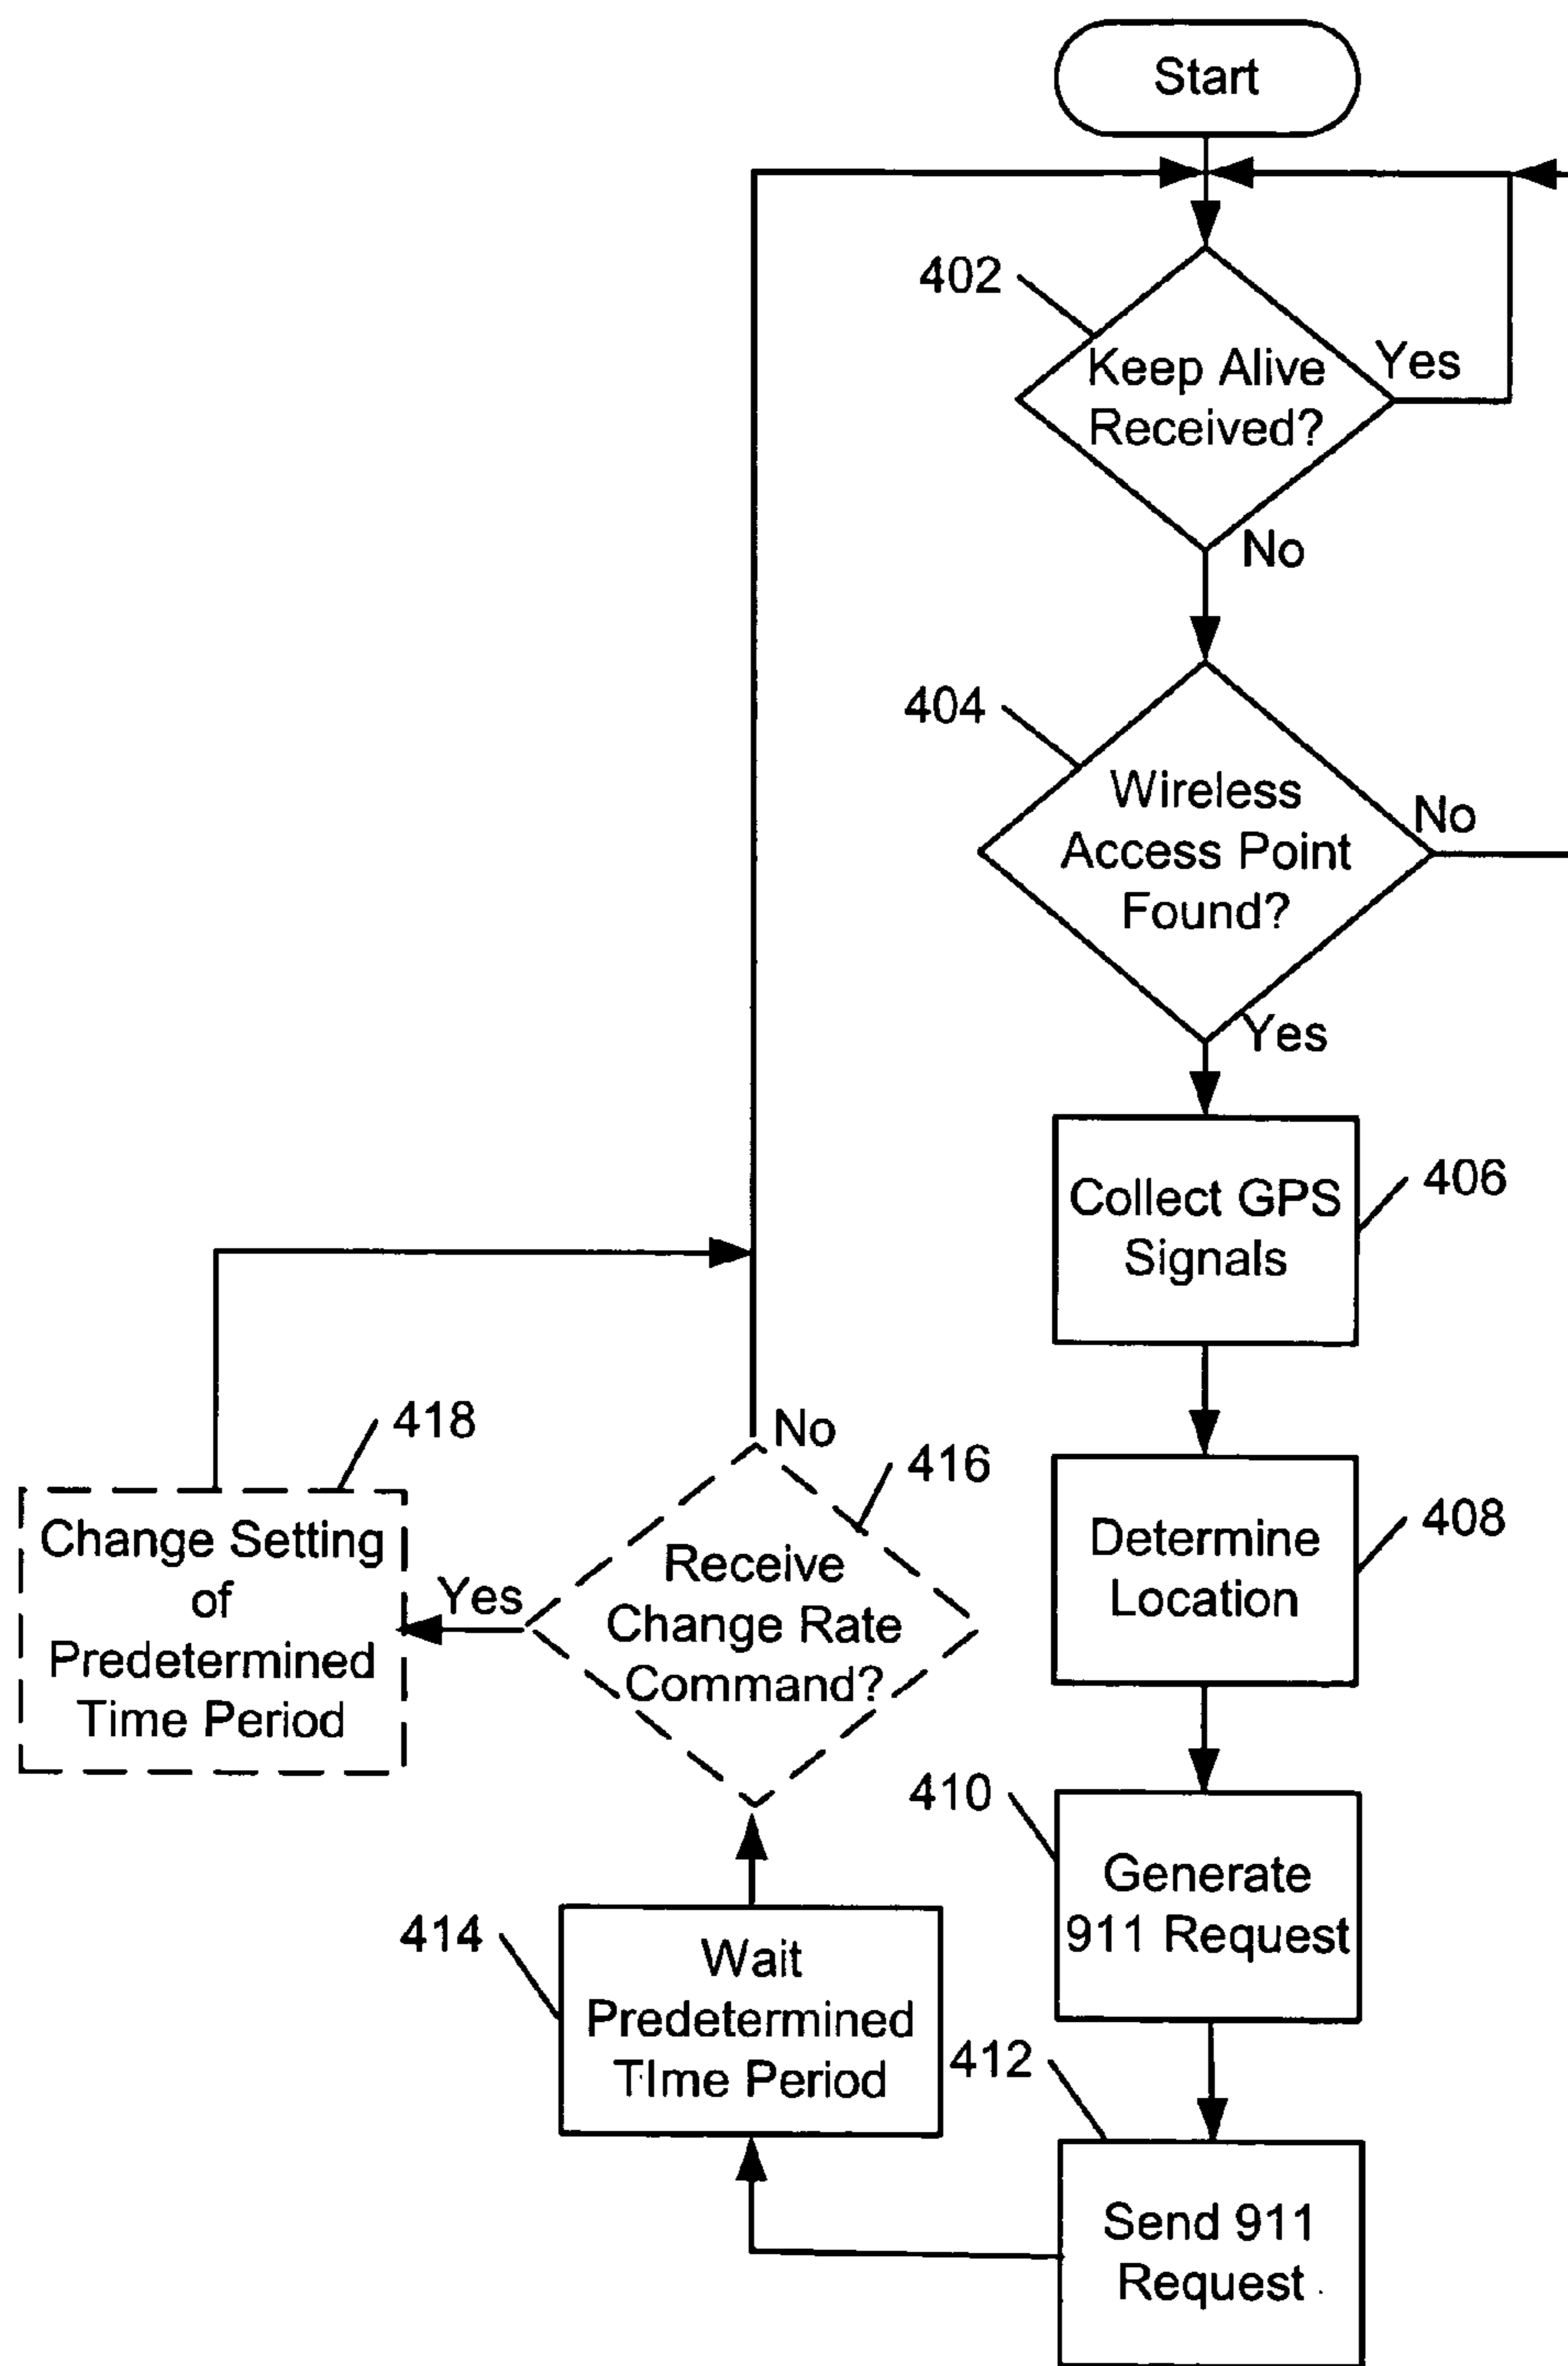 Start
402
Keep Alive
Received?
Yes
No
404
Wireless
Access Point
Found?
No
Yes
Collect GPS
Signals
406
Determine
Location
408
410
Generate
911 Request
412
Send 911
Request
414
Wait
Predetermined
TIme Period
416
Receive
Change Rate
Command?
No
Yes
418
Change Setting
of
Predetermined
Time Period